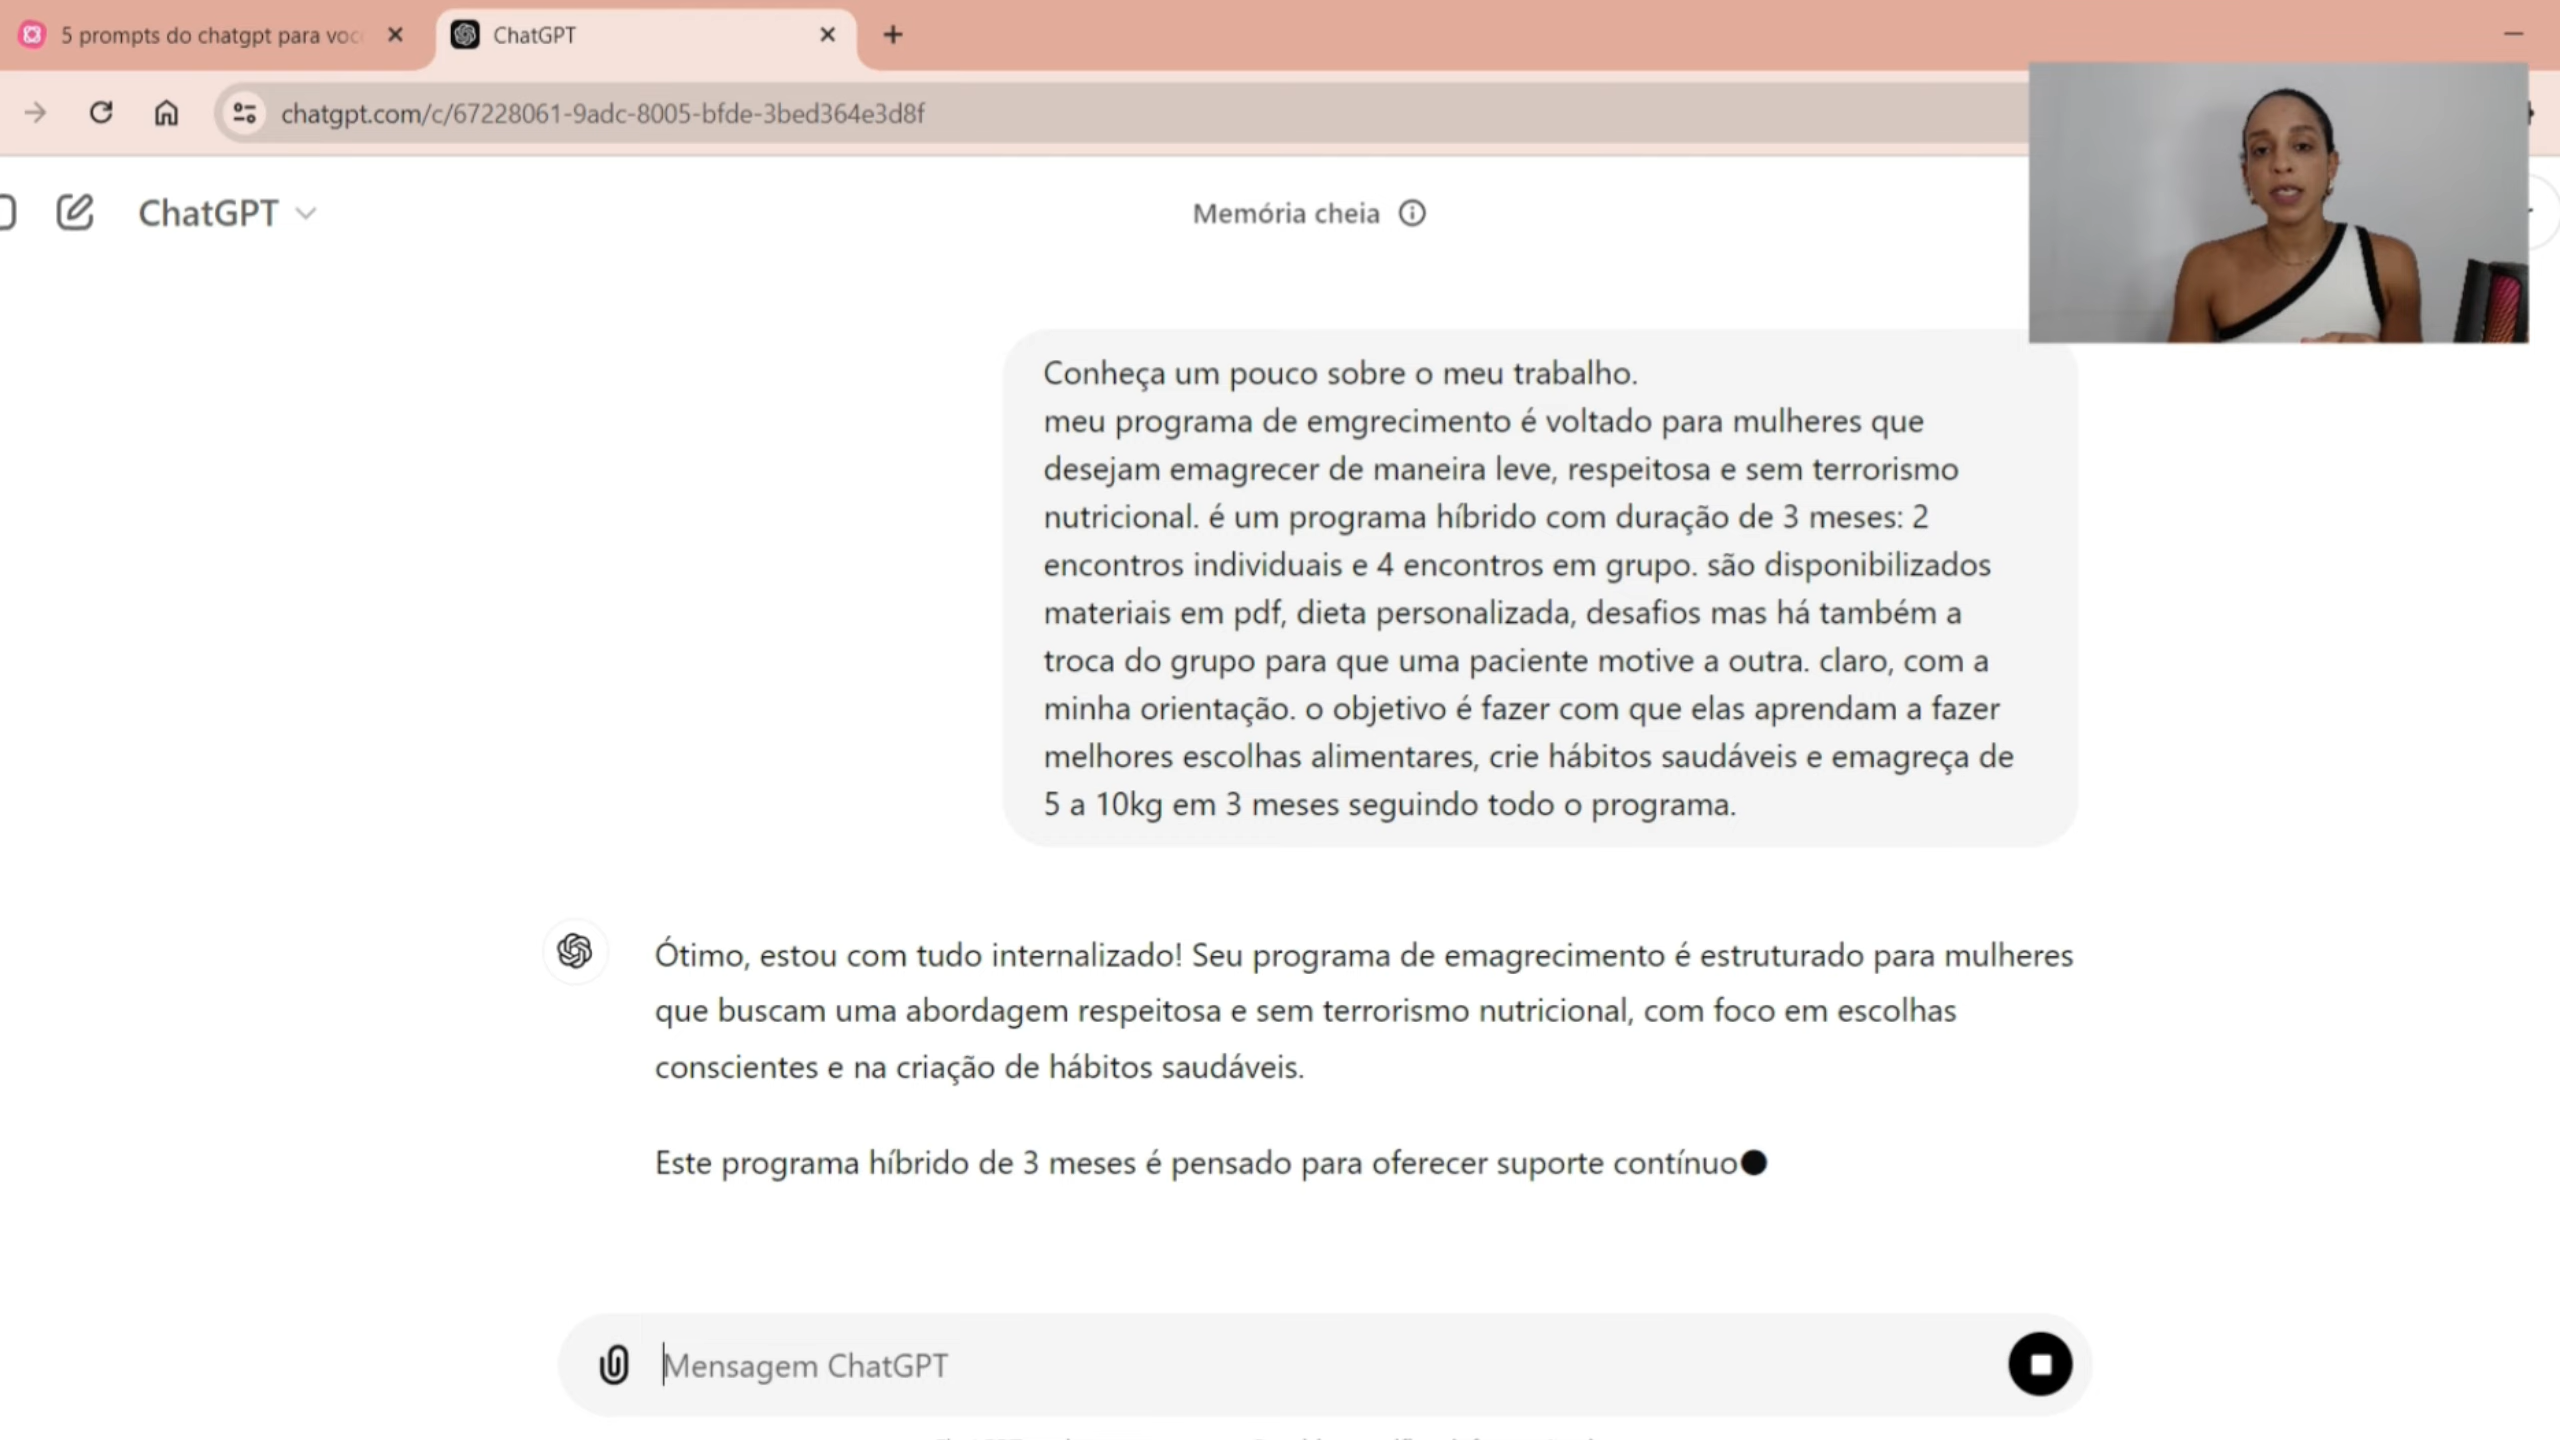 5 prompts do chatgpt para voc
ChatGPT
chatgpt.com/c/67228061-9adc-8005-bfde-3bed364e3d8f
ChatGPT
Memória cheia
Conheça um pouco sobre o meu trabalho.
meu programa de emgrecimento é voltado para mulheres que
desejam emagrecer de maneira leve, respeitosa e sem terrorismo
nutricional. é um programa híbrido com duração de 3 meses: 2
encontros individuais e 4 encontros em grupo. são disponibilizados
materiais em pdf, dieta personalizada, desafios mas há também a
troca do grupo para que uma paciente motive a outra. claro, com a
minha orientação. o objetivo é fazer com que elas aprendam a fazer
melhores escolhas alimentares, crie hábitos saudáveis e emagreça de
5 a 10kg em 3 meses seguindo todo o programa.
Ótimo, estou com tudo internalizado! Seu programa de emagrecimento é estruturado para mulheres
que buscam uma abordagem respeitosa e sem terrorismo nutricional, com foco em escolhas
conscientes e na criação de hábitos saudáveis.
Este programa híbrido de 3 meses é pensado para oferecer suporte contínuo
Mensagem ChatGPT